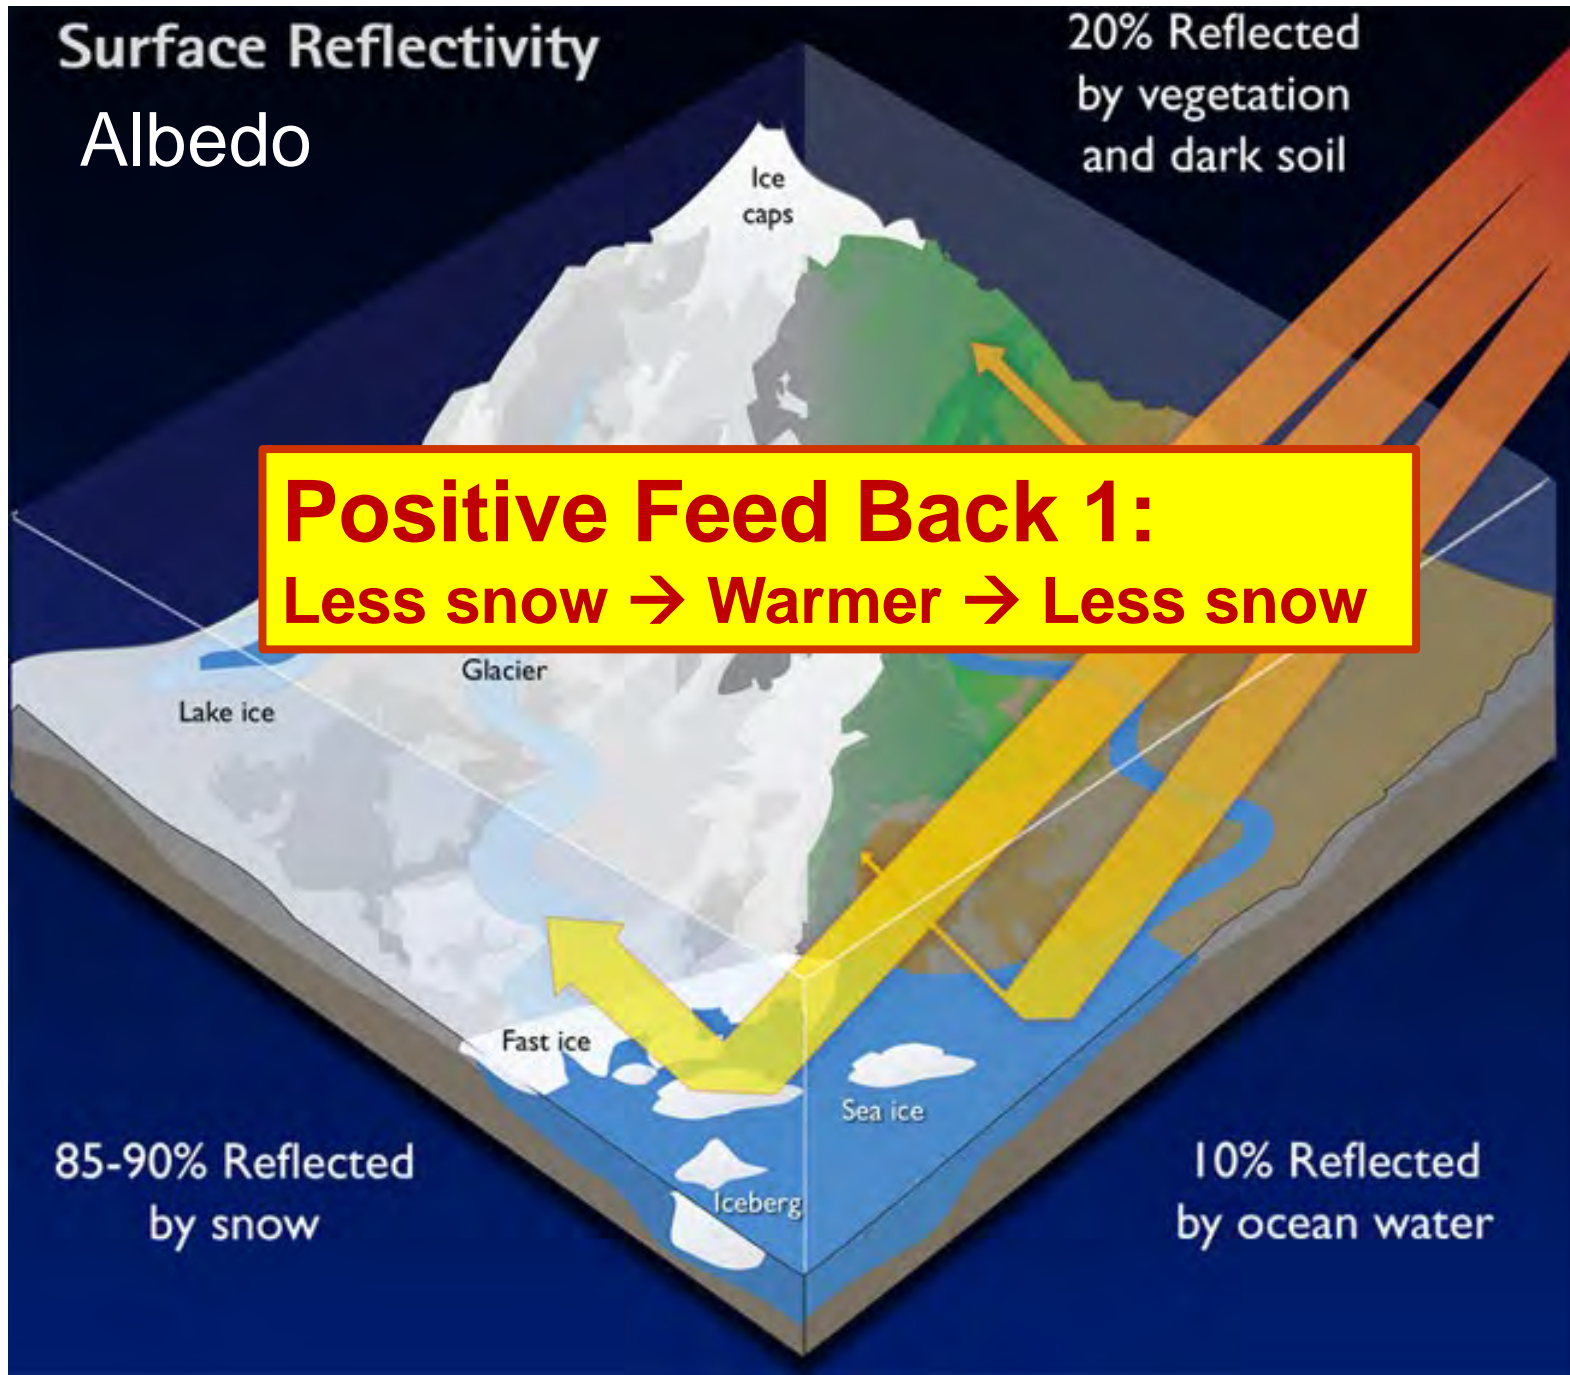 Surface Reflectivity
Albedo
20% Reflected
by vegetation
and dark soil
Ice
caps
Positive Feed Back 1:
Less snow → Warmer → Less snow
Glacier
Lake ice
Fast ice
Sea ice
Iceberg
85-90% Reflected
by snow
10% Reflected
by ocean water